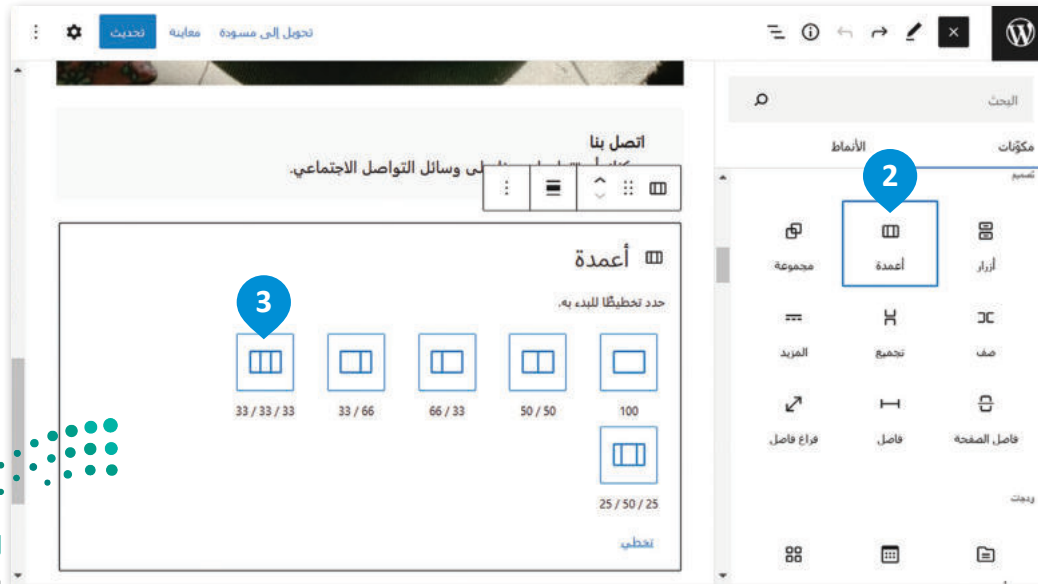 تحويل إلى مسودة
معاينة
تحديث
البحث
مكوّنات
الأنماط
تصميم
2
أزرار
أعمدة
مجموعة
صف
تجميع
المزيد
فاصل الصفحة
فاصل
فراغ فاصل
ودجات
اتصل بنا
لى وسائل التواصل الاجتماعي.
أعمدة
حدد تخطيطًا للبدء به.
3
100
50 / 50
66 / 33
33 / 66
33 / 33 / 33
25 / 50 / 25
تخطي